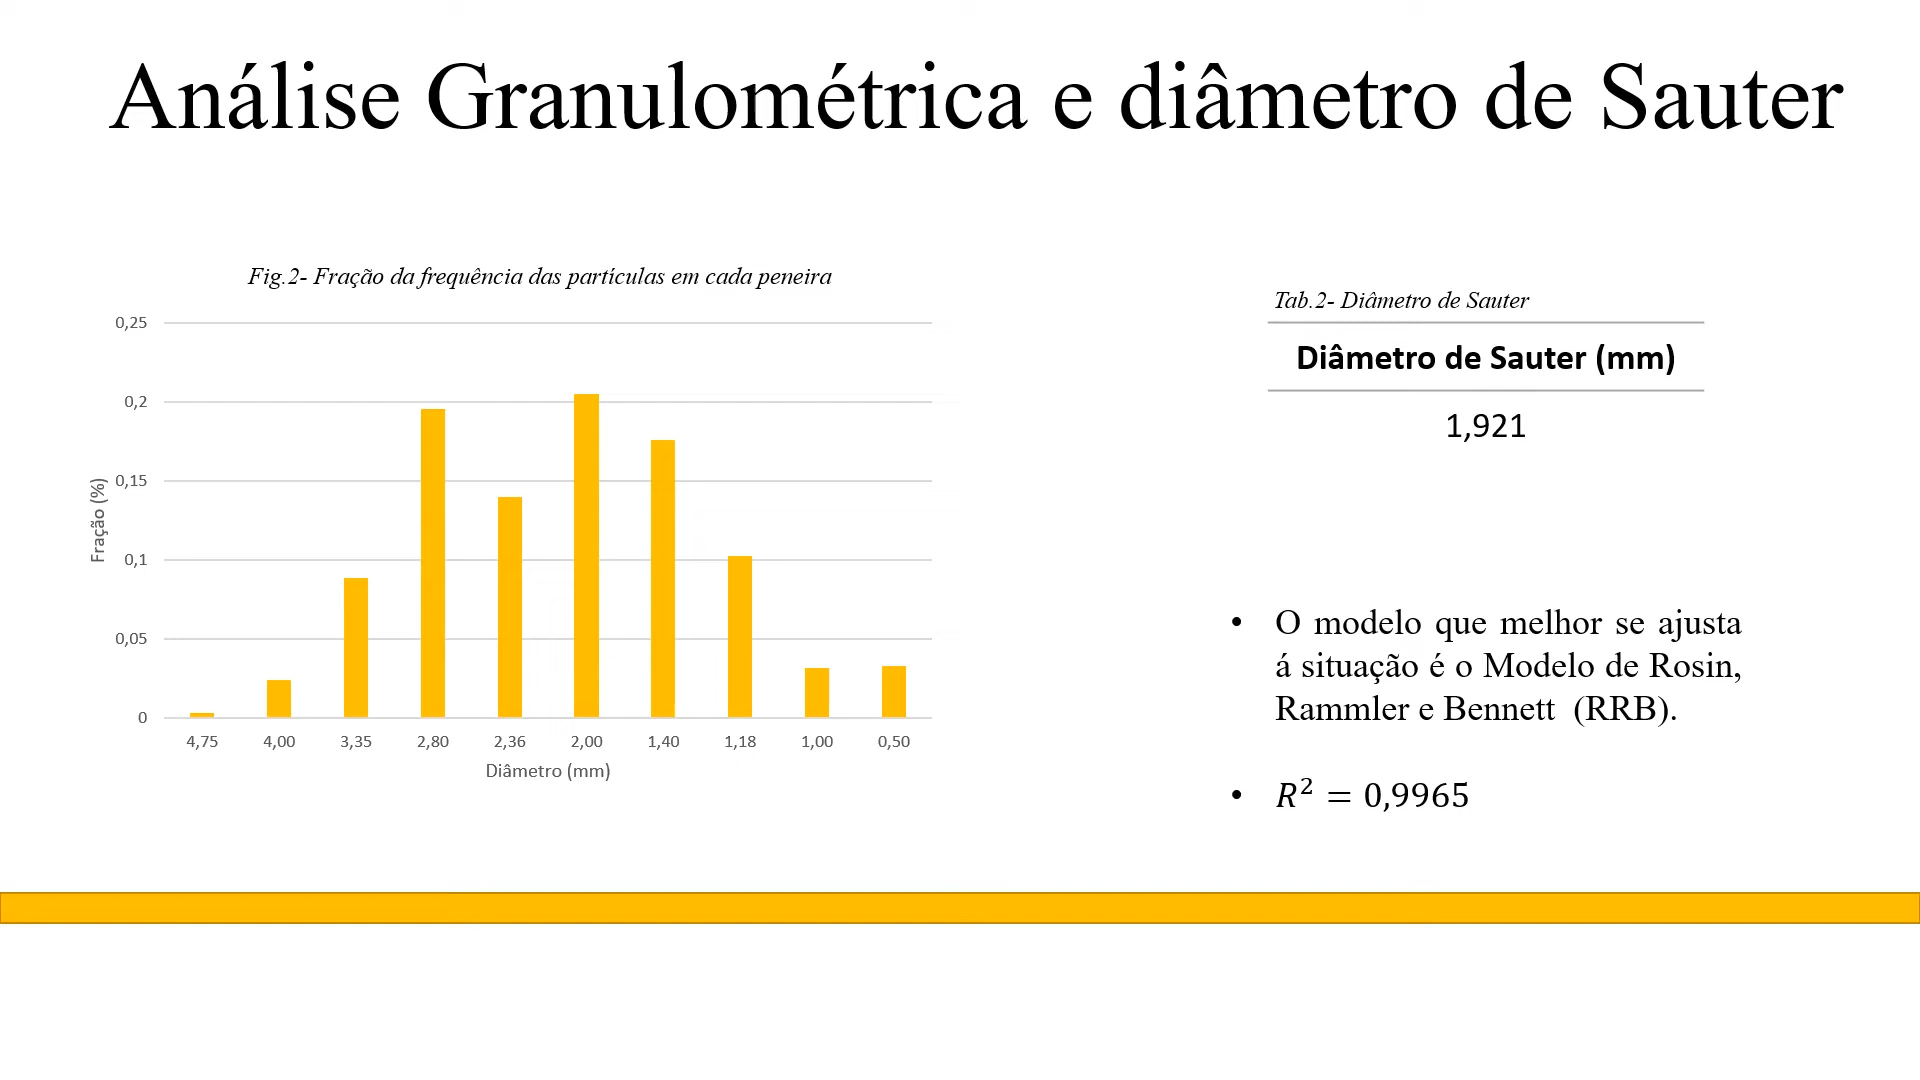 Análise Granulométrica e diâmetro de Sauter
Fig.2- Fração da frequência das partículas em cada peneira
0,25
0,2
0,15
0,1
0,05
0
Fração (%)
4,75 4,00 3,35 2,80 2,36 2,00 1,40 1,18 1,00 0,50
Diâmetro (mm)
Tab.2- Diâmetro de Sauter
Diâmetro de Sauter (mm)
1,921
• O modelo que melhor se ajusta
á situação é o Modelo de Rosin,
Rammler e Bennett (RRB).
• R² = 0,9965